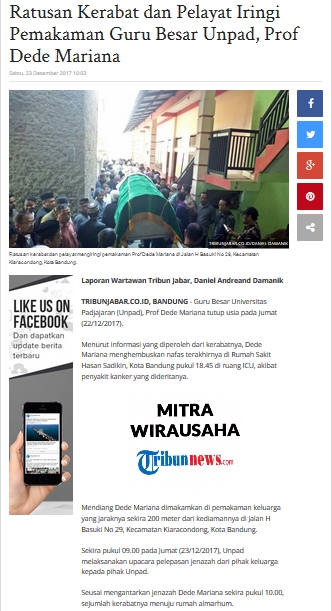 Ratusan Kerabat dan Pelayat Iringi
Pemakaman Guru Besar Unpad, Prof
Dede Mariana
Sabtu, 23 Desember 2017 16:03
TRIBUNJABAR.CO.ID/DANIEL DAMANIK
Ratusan kerabat dan pelayat mengiringi pemakaman Prof Dede Mariana di Jalan H Basuki No 29, Kecamatan
Kiaracondong, Kota Bandung.
Laporan Wartawan Tribun Jabar, Daniel Andreand Damanik
LIKE US ON
FACEBOOK
Dan dapatkan
update berita
terbaru
TRIBUNJABAR.CO.ID, BANDUNG - Guru Besar Universitas
Padjajaran (Unpad), Prof Dede Mariana tutup usia pada Jumat
(22/12/2017).
Menurut informasi yang diperoleh dari kerabatnya, Dede
Mariana menghembuskan nafas terakhirnya di Rumah Sakit
Hasan Sadikin, Kota Bandung pukul 18.45 di ruang ICU, akibat
penyakit kanker yang dideritanya.
MITRA
WIRAUSAHA
Tribunnews.com
Mendiang Dede Mariana dimakamkan di pemakaman keluarga
yang jaraknya sekira 200 meter dari kediamannya di Jalan H
Basuki No 29, Kecamatan Kiaracondong, Kota Bandung.
Sekira pukul 09.00 pada Jumat (23/12/2017), Unpad
melaksanakan upacara pelepasan jenazah dari pihak keluarga
kepada pihak Unpad.
Seusai mengantarkan jenazah Dede Mariana sekira pukul 10.00,
sejumlah kerabatnya menuju rumah almarhum.